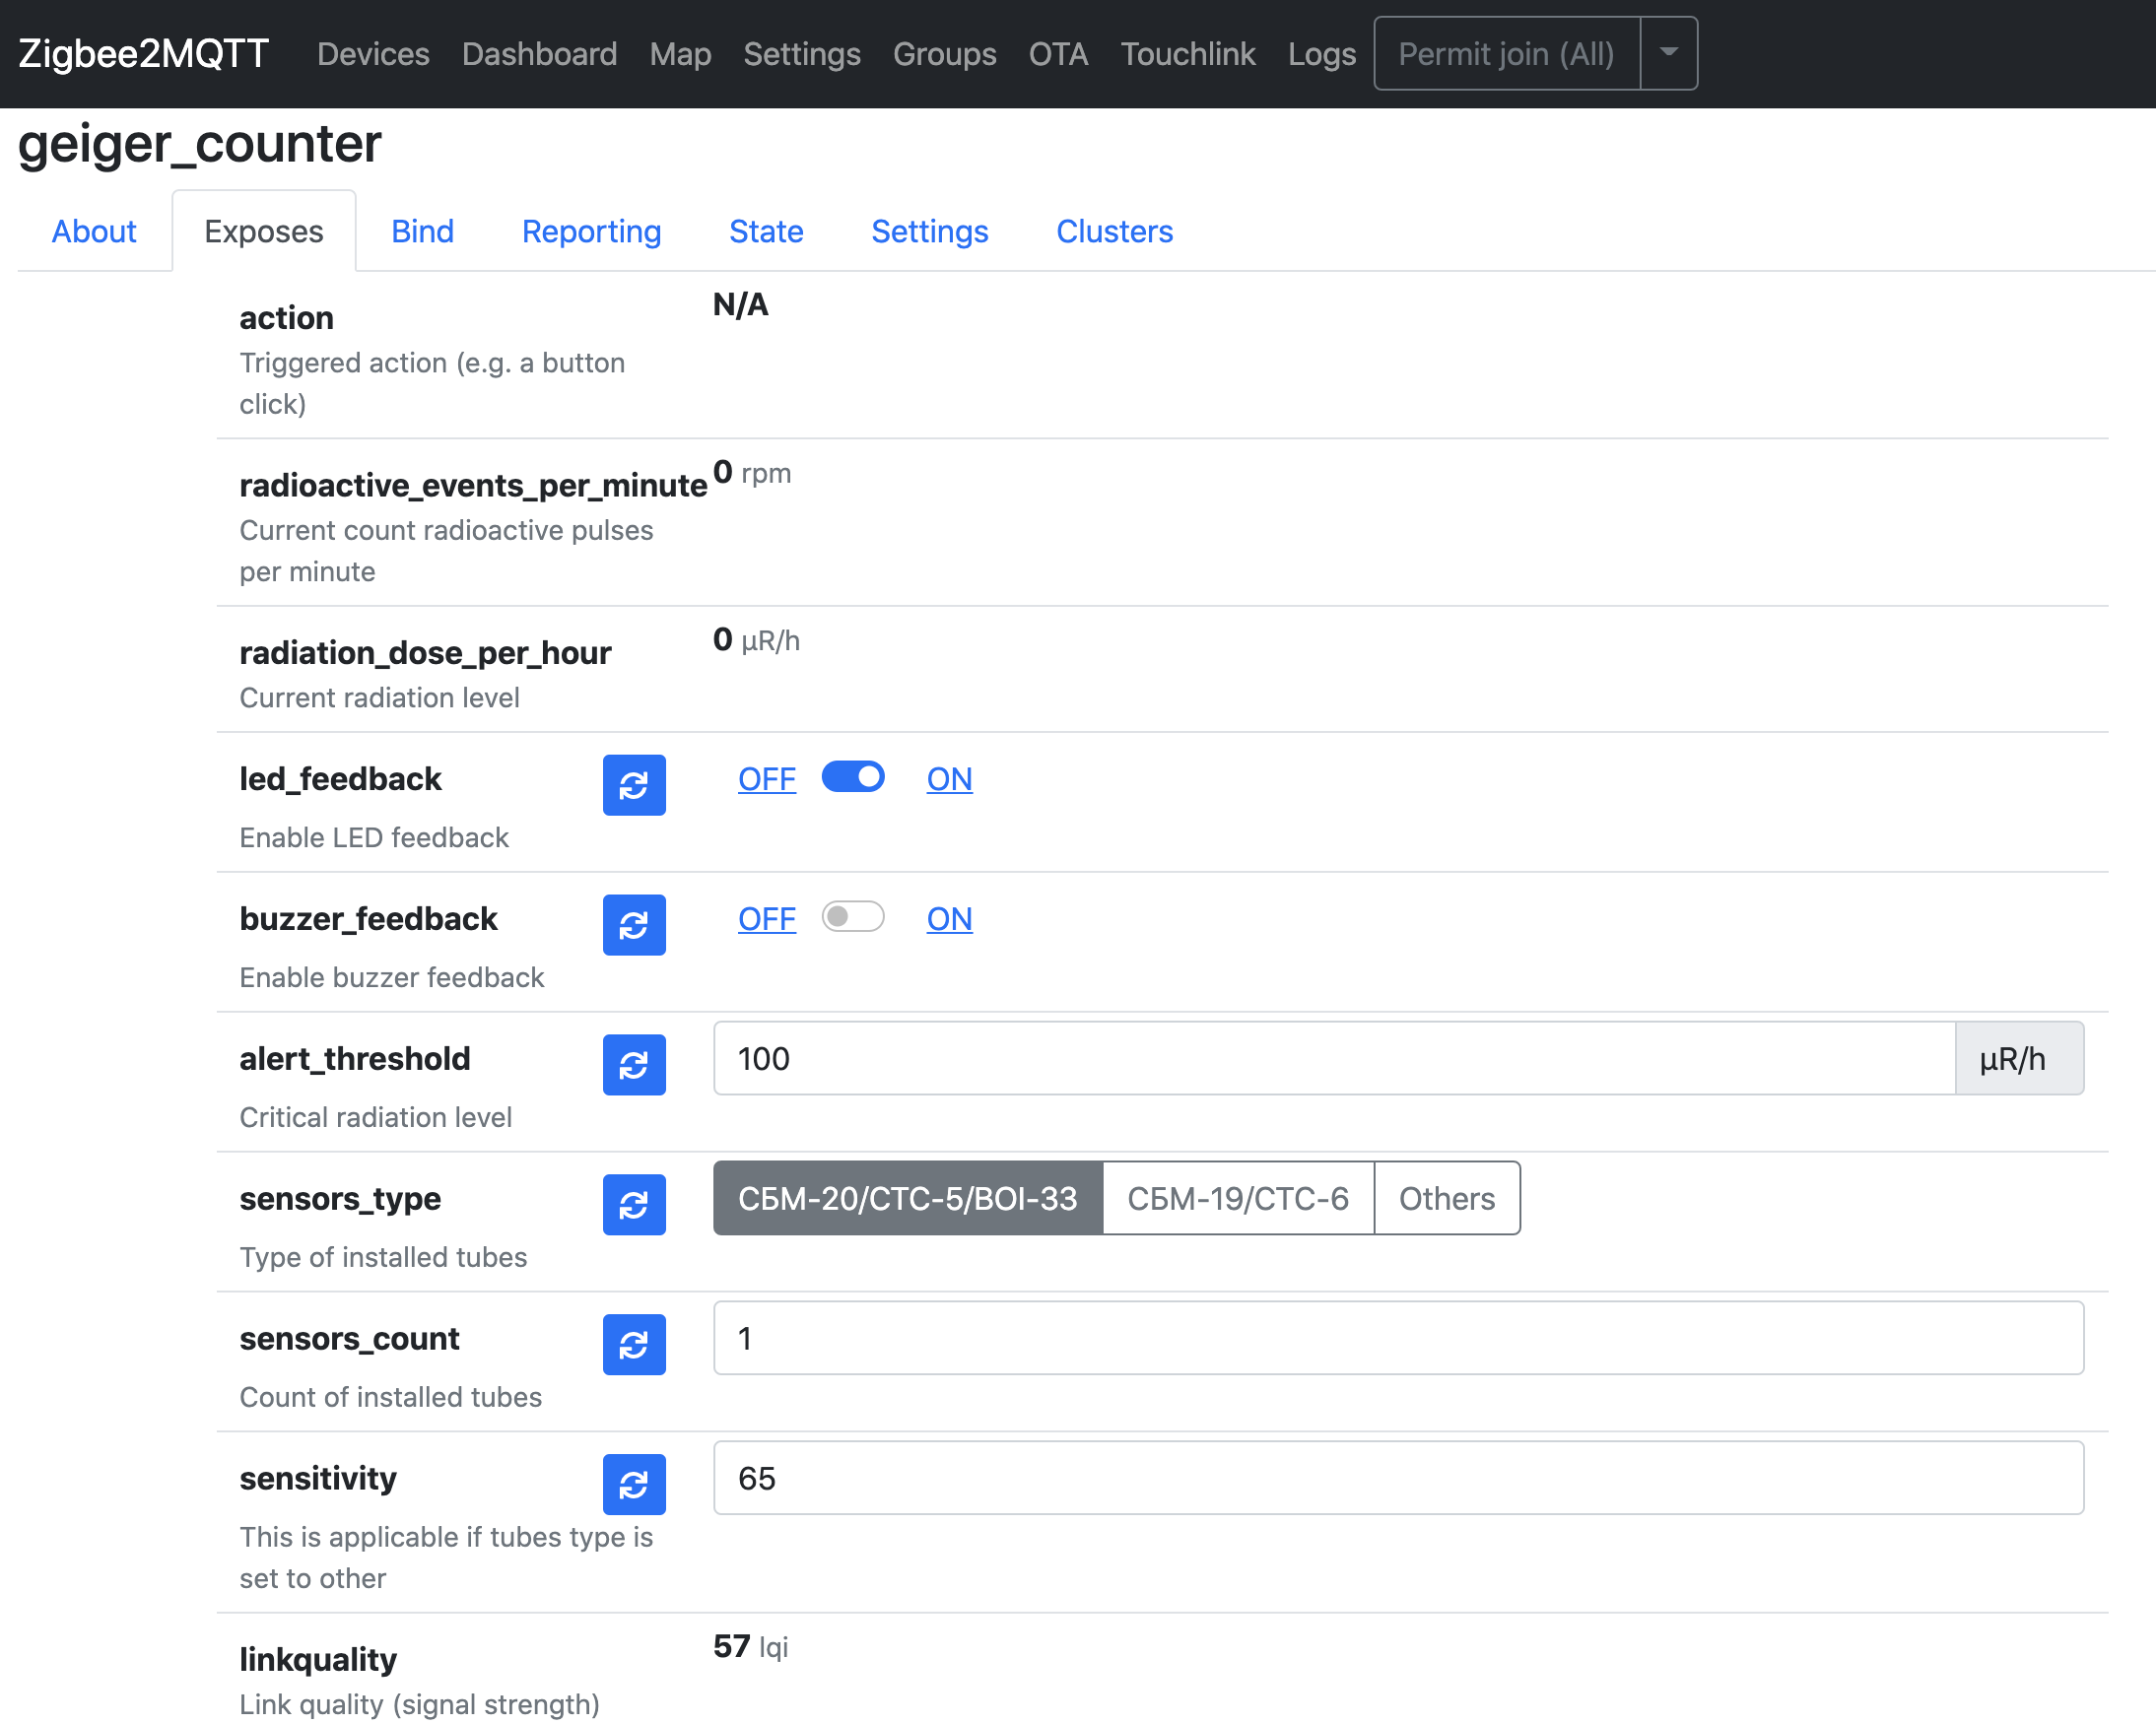 Zigbee2MQTT Devices Dashboard Map Settings Groups OTA Touchlink Logs Permit join (All)
geiger_counter
About Exposes Bind Reporting State Settings Clusters
action N/A
Triggered action (e.g. a button
click)
radioactive_events_per_minute 0 rpm
Current count radioactive pulses
per minute
radiation_dose_per_hour 0 μR/h
Current radiation level
led_feedback OFF ON
Enable LED feedback
buzzer_feedback OFF ON
Enable buzzer feedback
alert_threshold 100 μR/h
Critical radiation level
sensors_type СБМ-20/СТС-5/BOI-33 СБМ-19/СТС-6 Others
Type of installed tubes
sensors_count 1
Count of installed tubes
sensitivity 65
This is applicable if tubes type is
set to other
linkquality 57 lqi
Link quality (signal strength)